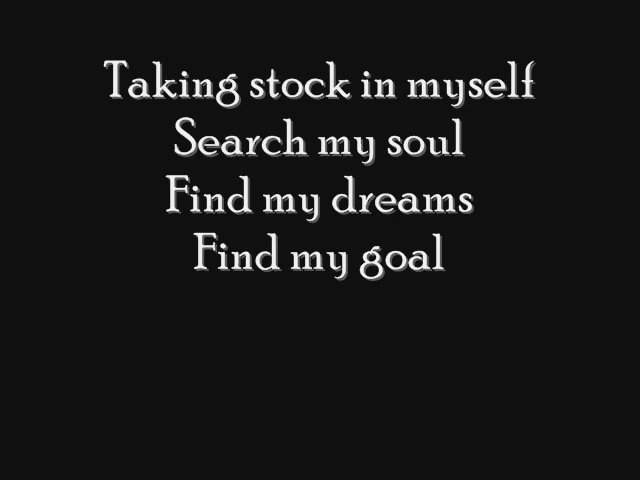 Taking stock in myself
Search my soul
Find my dreams
Find my goal